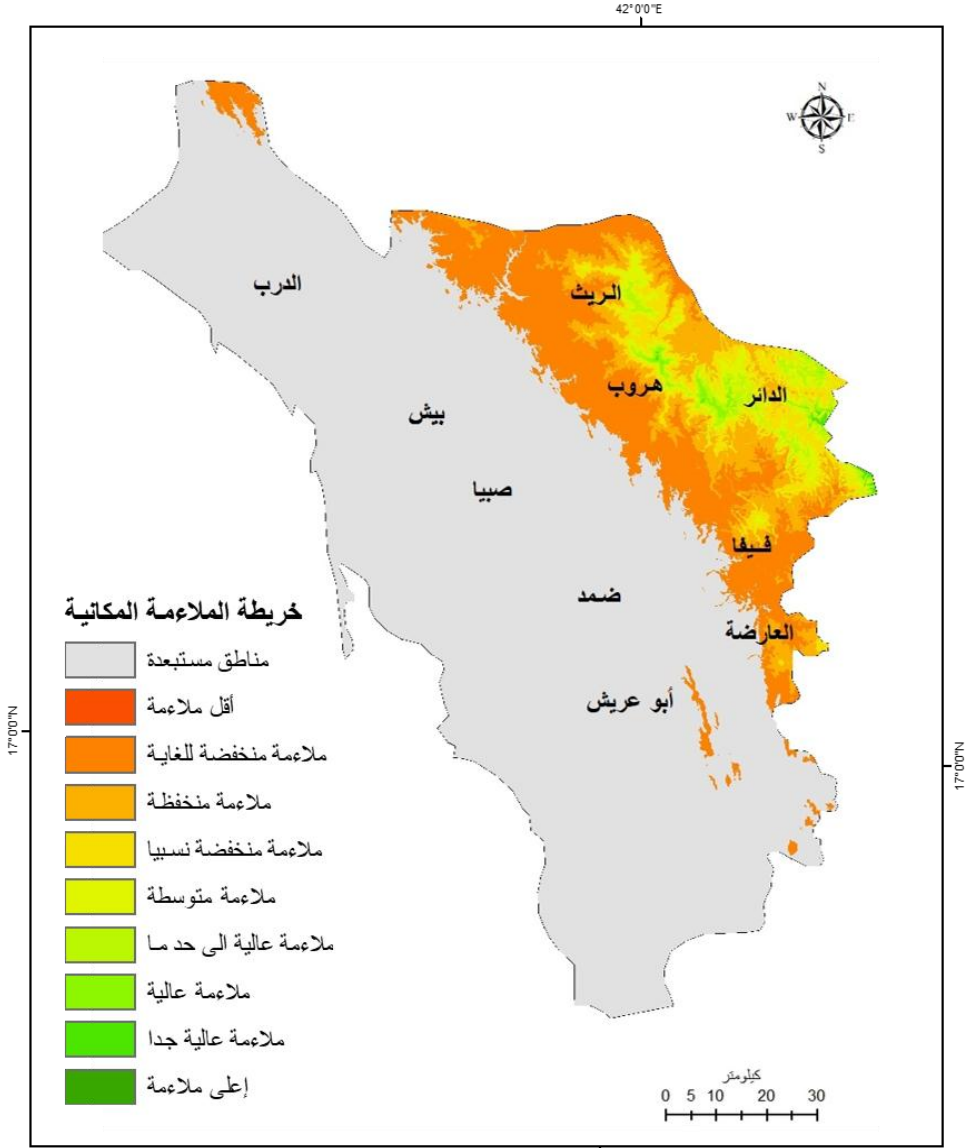 42°0'0"E
N
W E
S
الدرب
الريث
هروب
الدائر
بيش
صبيا
فيفا
ضمد
العارضة
أبو عريش
17°0'0"N
17°0'0"N
خريطة الملاءمة المكانية
مناطق مستبعدة
أقل ملاءمة
ملاءمة منخفضة للغاية
ملاءمة منخفظة
ملاءمة منخفضة نسبيا
ملاءمة متوسطة
ملاءمة عالية الى حد ما
ملاءمة عالية
ملاءمة عالية جدا
إعلى ملاءمة
كيلومتر
0 5 10 20 30